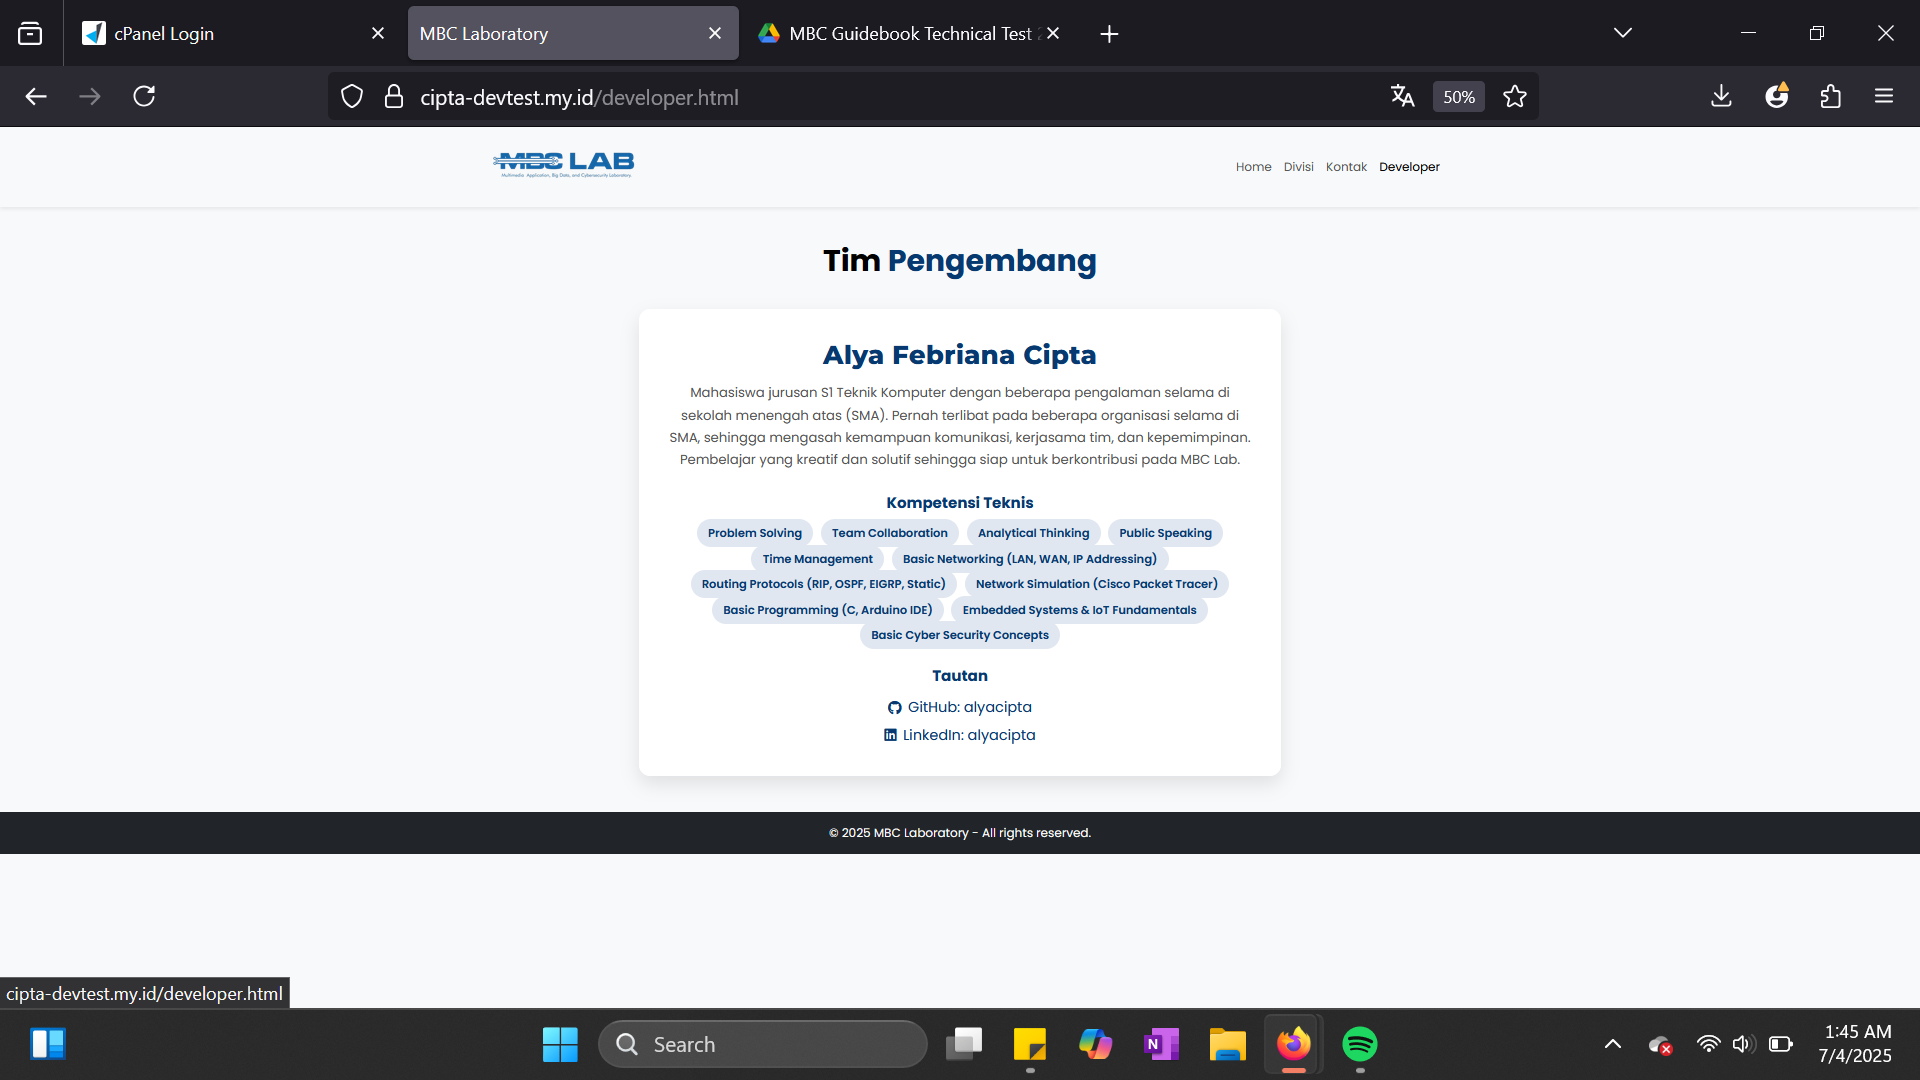 cPanel Login
MBC Laboratory
MBC Guidebook Technical Test
cipta-devtest.my.id/developer.html
50%
MBC LAB
Multimedia, Application, Big Data, and Cybersecurity Laboratory
Home Divisi Kontak Developer
Tim Pengembang
Alya Febriana Cipta
Mahasiswa jurusan S1 Teknik Komputer dengan beberapa pengalaman selama di
sekolah menengah atas (SMA). Pernah terlibat pada beberapa organisasi selama di
SMA, sehingga mengasah kemampuan komunikasi, kerjasama tim, dan kepemimpinan.
Pembelajar yang kreatif dan solutif sehingga siap untuk berkontribusi pada MBC Lab.
Kompetensi Teknis
Problem Solving Team Collaboration Analytical Thinking Public Speaking
Time Management Basic Networking (LAN, WAN, IP Addressing)
Routing Protocols (RIP, OSPF, EIGRP, Static) Network Simulation (Cisco Packet Tracer)
Basic Programming (C, Arduino IDE) Embedded Systems & IoT Fundamentals
Basic Cyber Security Concepts
Tautan
GitHub: alyacipta
LinkedIn: alyacipta
© 2025 MBC Laboratory - All rights reserved.
cipta-devtest.my.id/developer.html
Search
1:45 AM
7/4/2025